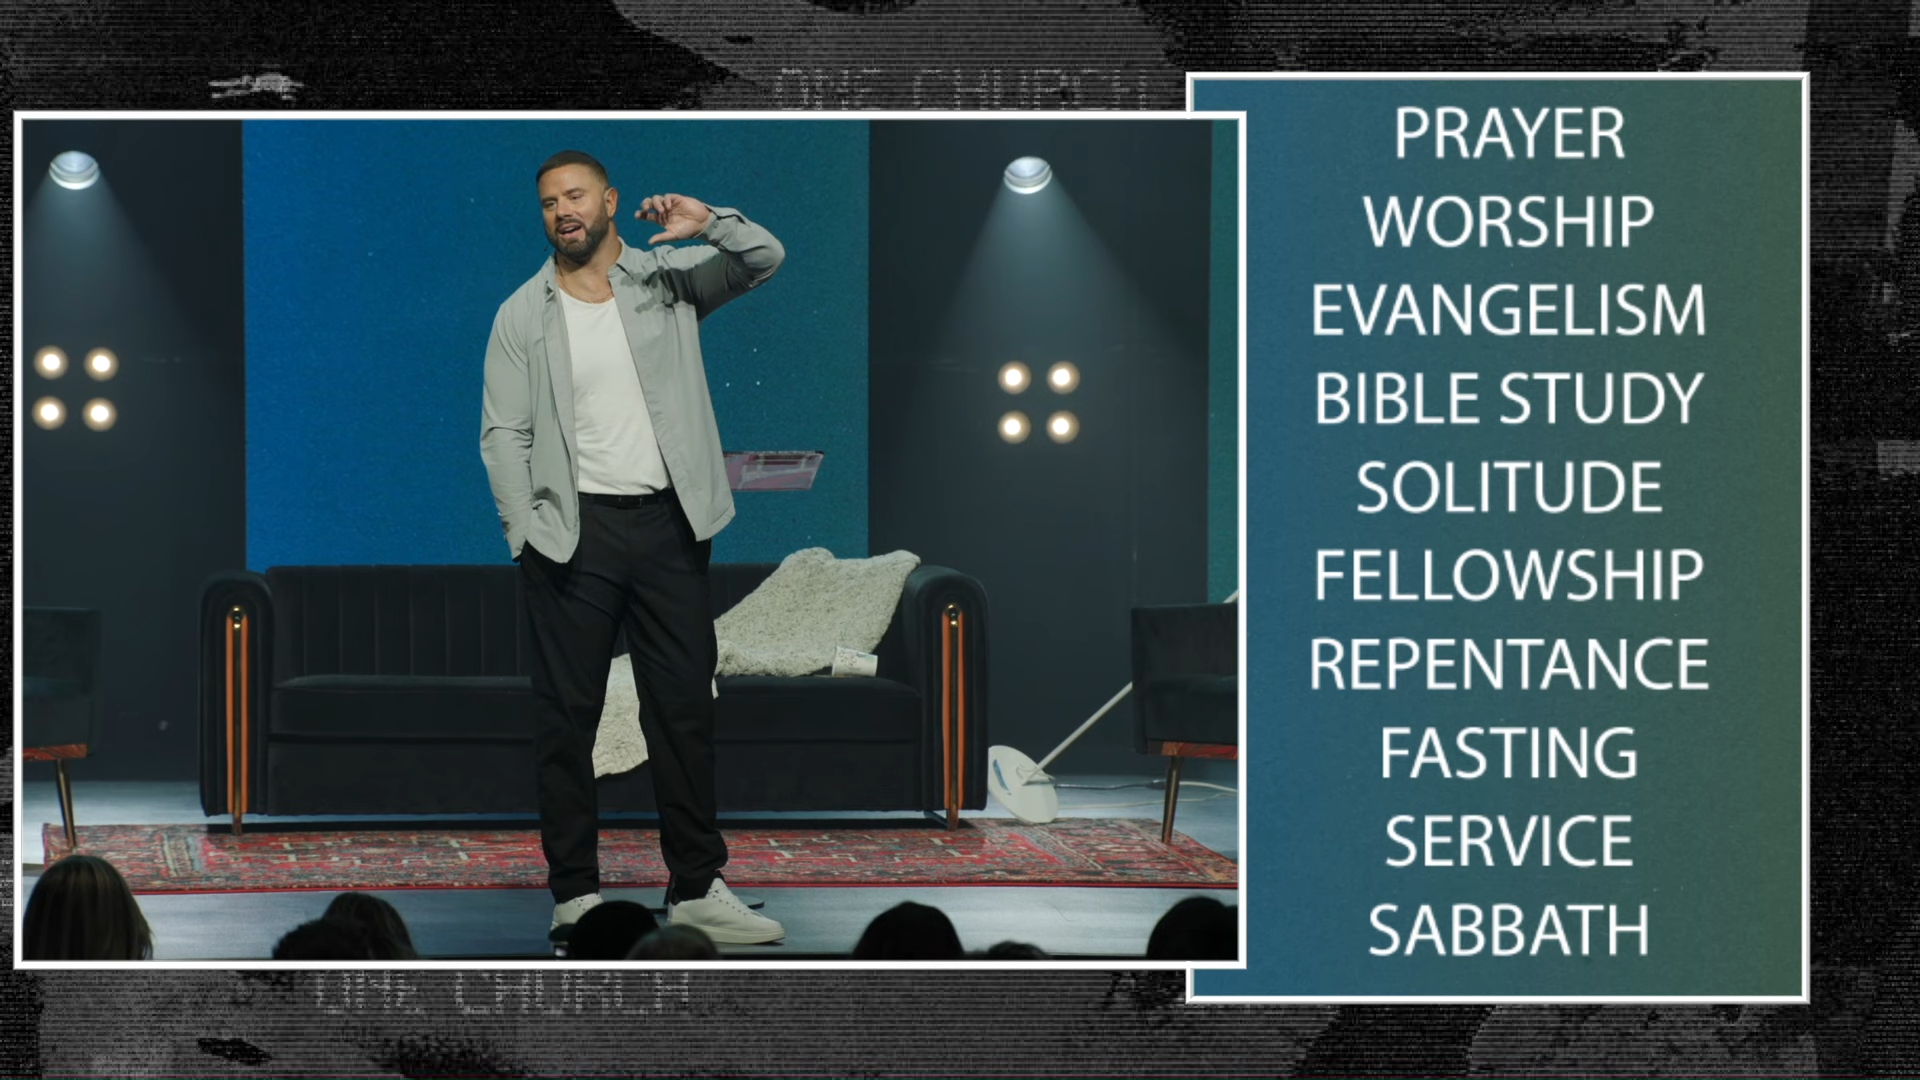 ONE CHURCH
PRAYER
WORSHIP
EVANGELISM
BIBLE STUDY
SOLITUDE
FELLOWSHIP
REPENTANCE
FASTING
SERVICE
SABBATH
ONE CHURCH